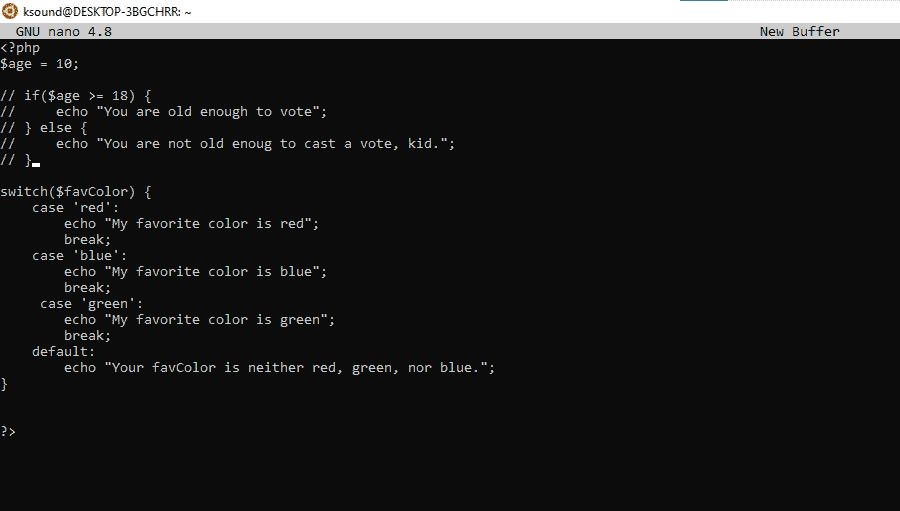 ksound@DESKTOP-3BGCHRR: ~
GNU nano 4.8 New Buffer
<?php
$age = 10;
// if($age >= 18) {
//     echo "You are old enough to vote";
// } else {
//     echo "You are not old enoug to cast a vote, kid.";
// }
switch($favColor) {
    case 'red':
        echo "My favorite color is red";
        break;
    case 'blue':
        echo "My favorite color is blue";
        break;
     case 'green':
        echo "My favorite color is green";
        break;
    default:
        echo "Your favColor is neither red, green, nor blue.";
}
?>